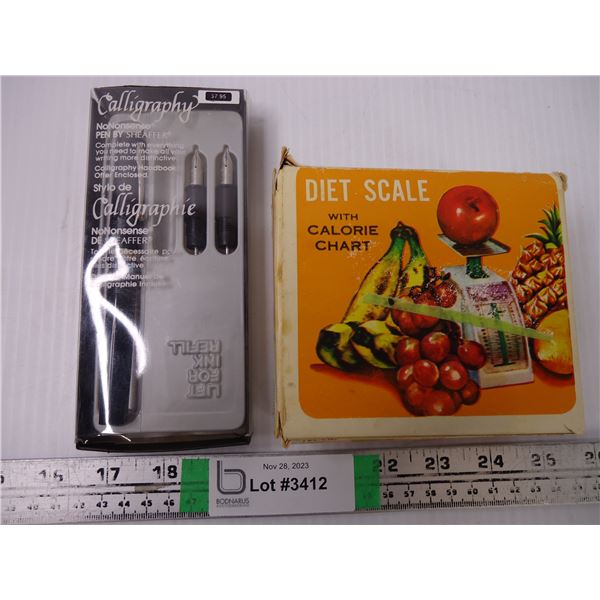 Calligraphy
$7.95
NoNonsense®
PEN BY SHEAFFER®
Complete with everything
you need to make all your
writing more distinctive.
Calligraphy Handbook
Offer Enclosed.
Stylo de
Calligraphie
NoNonsense®
DE SHEAFFER®
LIFT
FOR
INK
REFILL
DIET SCALE
WITH
CALORIE
CHART
17 18 22 23 24 25
Nov 28, 2023
Lot #3412
BODNARUS